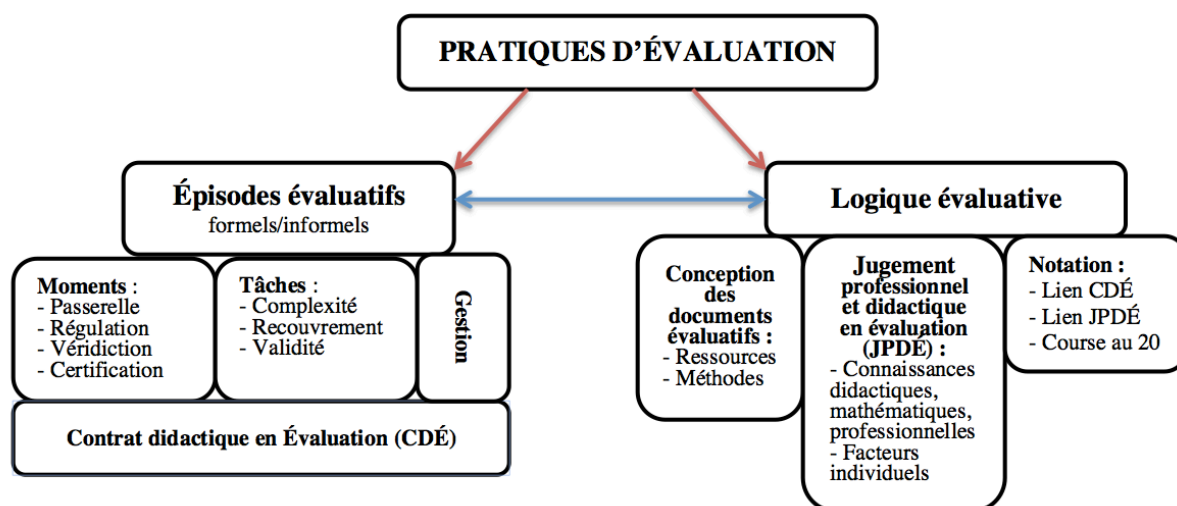 PRATIQUES D'ÉVALUATION
Épisodes évaluatifs
formels/informels
Moments :
- Passerelle
- Régulation
- Véridiction
- Certification
Tâches :
- Complexité
- Recouvrement
- Validité
Gestion
Contrat didactique en Évaluation (CDÉ)
Logique évaluative
Conception
des
documents
évaluatifs :
- Ressources
- Méthodes
Jugement
professionnel
et didactique
en évaluation
(JPDÉ) :
- Connaissances
didactiques,
mathématiques,
professionnelles
- Facteurs
individuels
Notation :
- Lien CDÉ
- Lien JPDÉ
- Course au 20